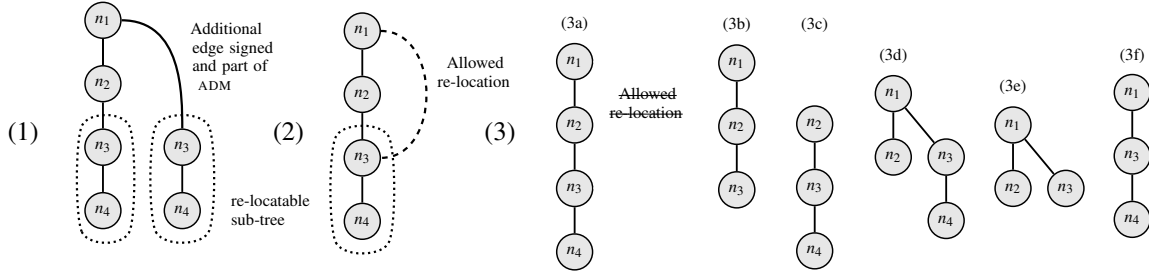 (1)
n1
n2
n3
n4
n3
n4
Additional
edge signed
and part of
ADM
re-locatable
sub-tree
(2)
n1
n2
n3
n4
Allowed
re-location
(3)
(3a)
n1
n2
n3
n4
Allowed
re-location
(3b)
n1
n2
n3
(3c)
n2
n3
n4
(3d)
n1
n2
n3
n4
(3e)
n1
n2
n3
(3f)
n1
n3
n4